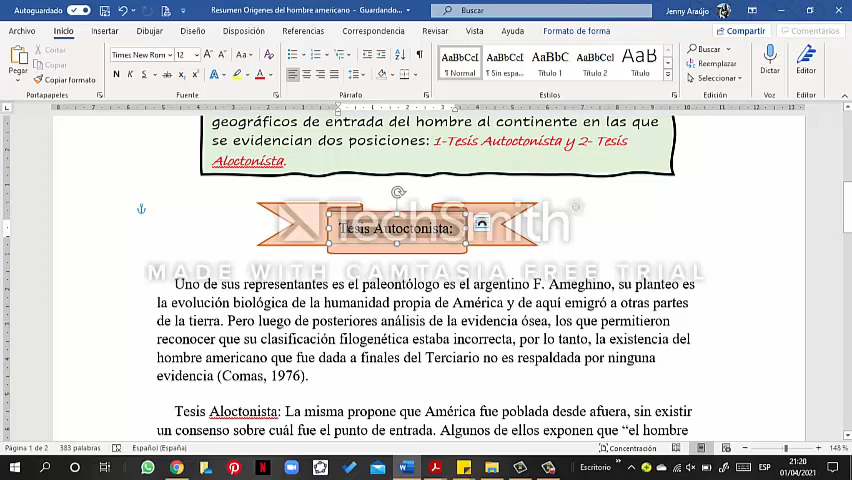 Autoguardado
Resumen Origenes del hombre americano - Guardando...
Buscar
Jenny Araújo
Archivo Inicio Insertar Dibujar Diseño Disposición Referencias Correspondencia Revisar Vista Ayuda Formato de forma
Compartir Comentarios
Pegar
Cortar
Copiar
Copiar formato
Times New Rom 12
N K S
AaBbCcI AaBbCcI AaBbC AaBbCcI AaB
¶ Normal ¶ Sin espa... Título 1 Título 2 Título
Buscar
Reemplazar
Seleccionar
Dictar
Editor
Portapapeles Fuente Párrafo Estilos Edición Voz Editor
geográficos de entrada del hombre al continente en las que
se evidencian dos posiciones: 1-Tesis Autoctonista y 2- Tesis
Aloctonista.
TechSmith
Tesis Autoctonista:
MADE WITH CAMTASIA FREE TRIAL
Uno de sus representantes es el paleontólogo es el argentino F. Ameghino, su planteo es
la evolución biológica de la humanidad propia de América y de aquí emigró a otras partes
de la tierra. Pero luego de posteriores análisis de la evidencia ósea, los que permitieron
reconocer que su clasificación filogenética estaba incorrecta, por lo tanto, la existencia del
hombre americano que fue dada a finales del Terciario no es respaldada por ninguna
evidencia (Comas, 1976).
Tesis Aloctonista: La misma propone que América fue poblada desde afuera, sin existir
un consenso sobre cuál fue el punto de entrada. Algunos de ellos exponen que “el hombre
Página 1 de 2 383 palabras Español (España) Concentración 148 %
Escritorio ESP 21:20
01/04/2021